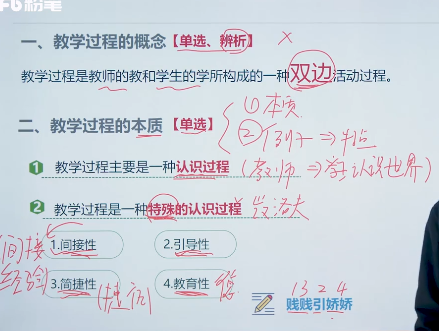 粉笔
一、教学过程的概念【单选、辨析】 ×
教学过程是教师的教和学生的学所构成的一种双边活动过程。
①本质
二、教学过程的本质【单选】 ②例子⇒判点
1 教学过程主要是一种认识过程 (教师⇒学生认识世界)
2 教学过程是一种特殊的认识过程
(间接经验) 1.间接性 2.引导性
3.简捷性 (捷径) 4.教育性 德
1 3 2 4
贱贱引娇娇